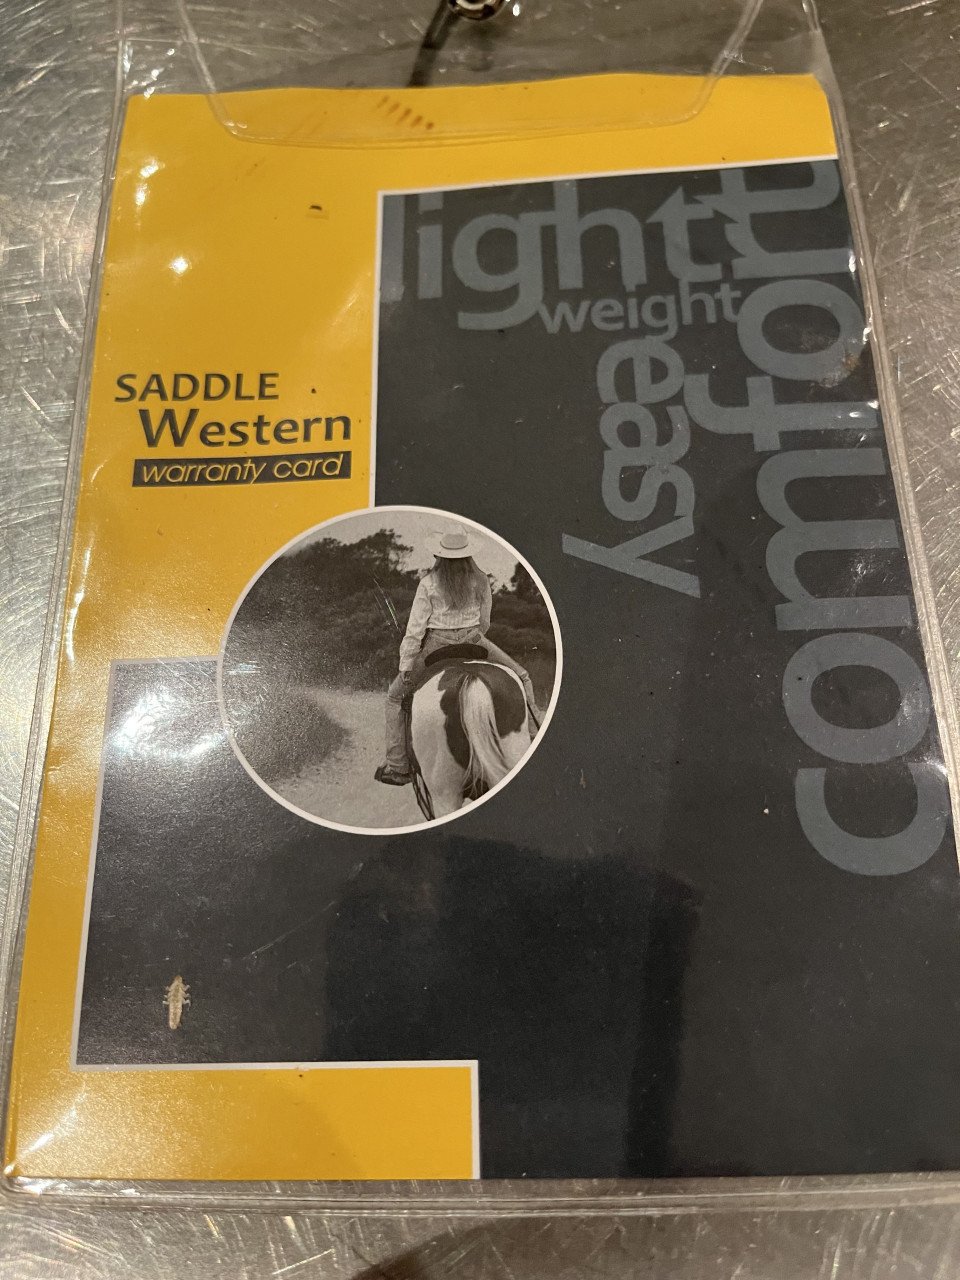 SADDLE
Western
warranty card
light
weight
easy
comfort